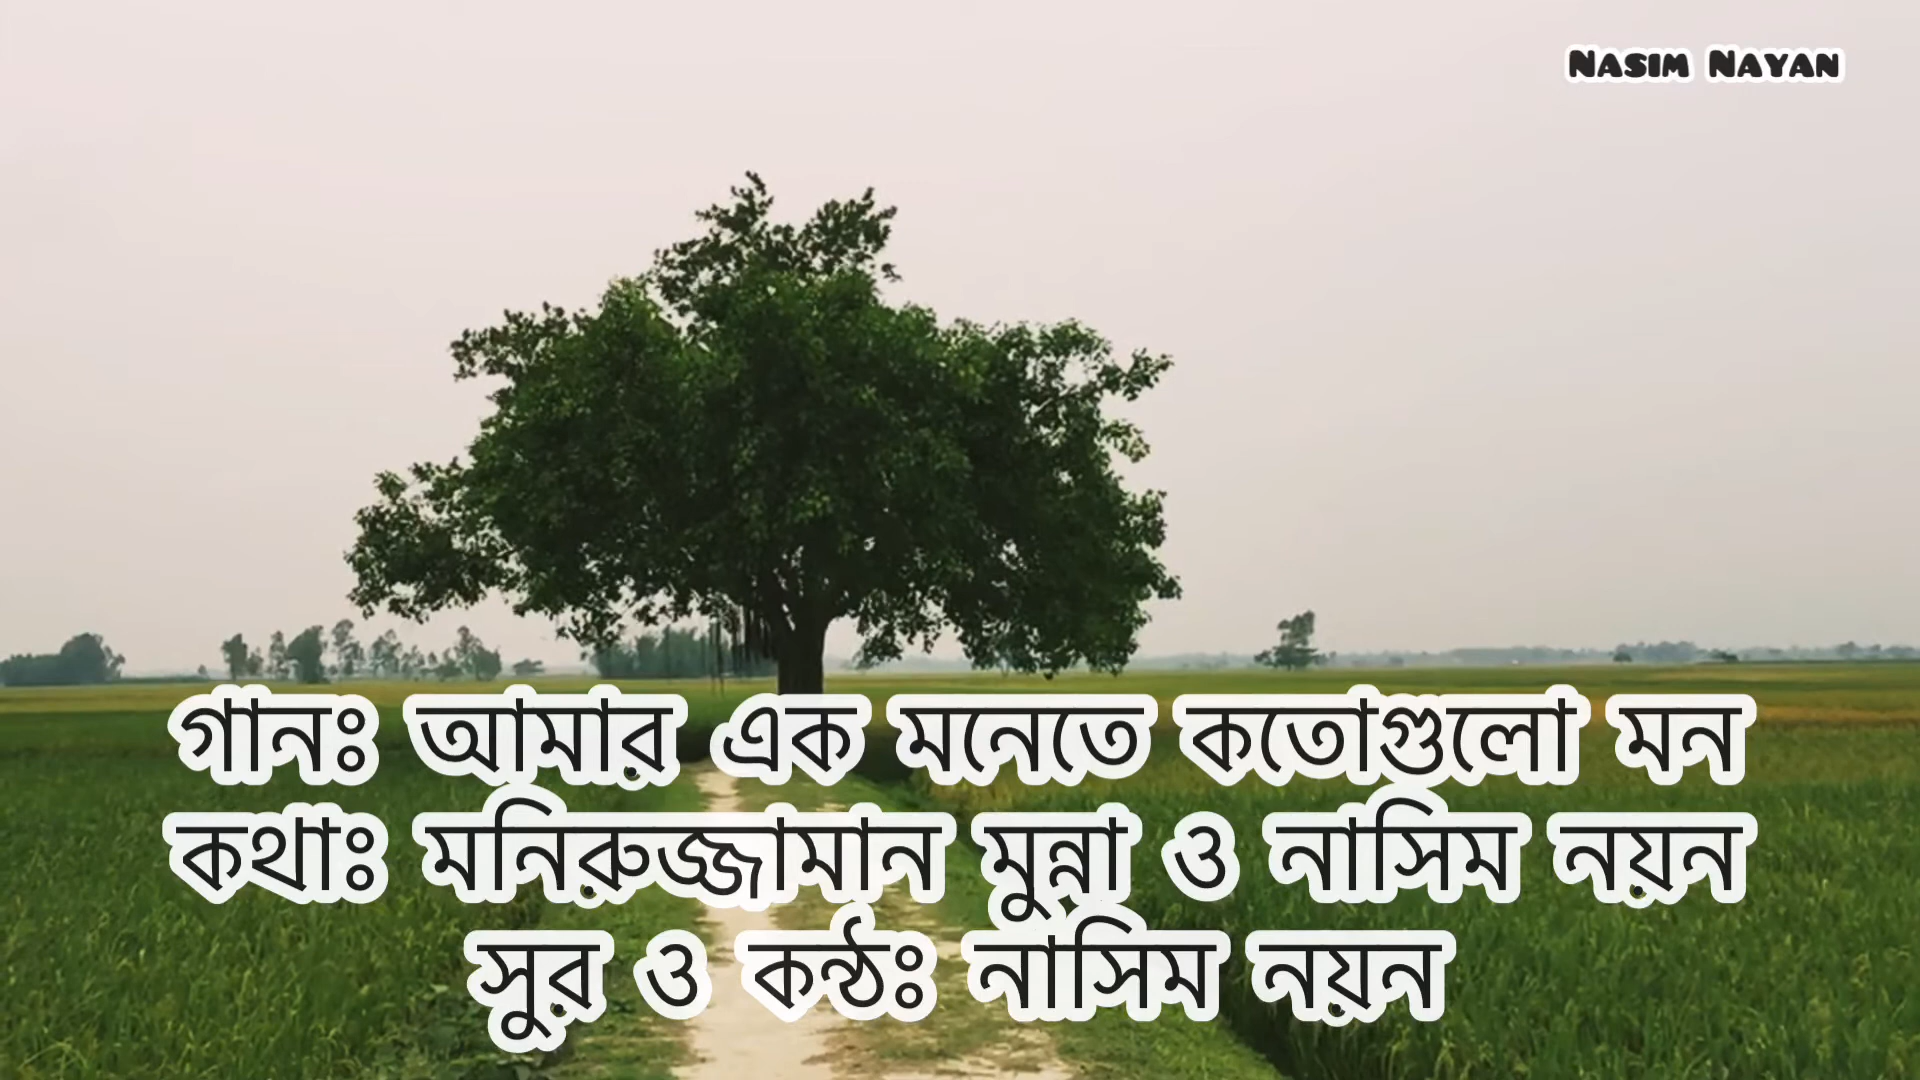 Nasim Nayan
গানঃ আমার এক মনেতে কতোগুলো মন
কথাঃ মনিরুজ্জামান মুন্না ও নাসিম নয়ন
সুর ও কন্ঠঃ নাসিম নয়ন